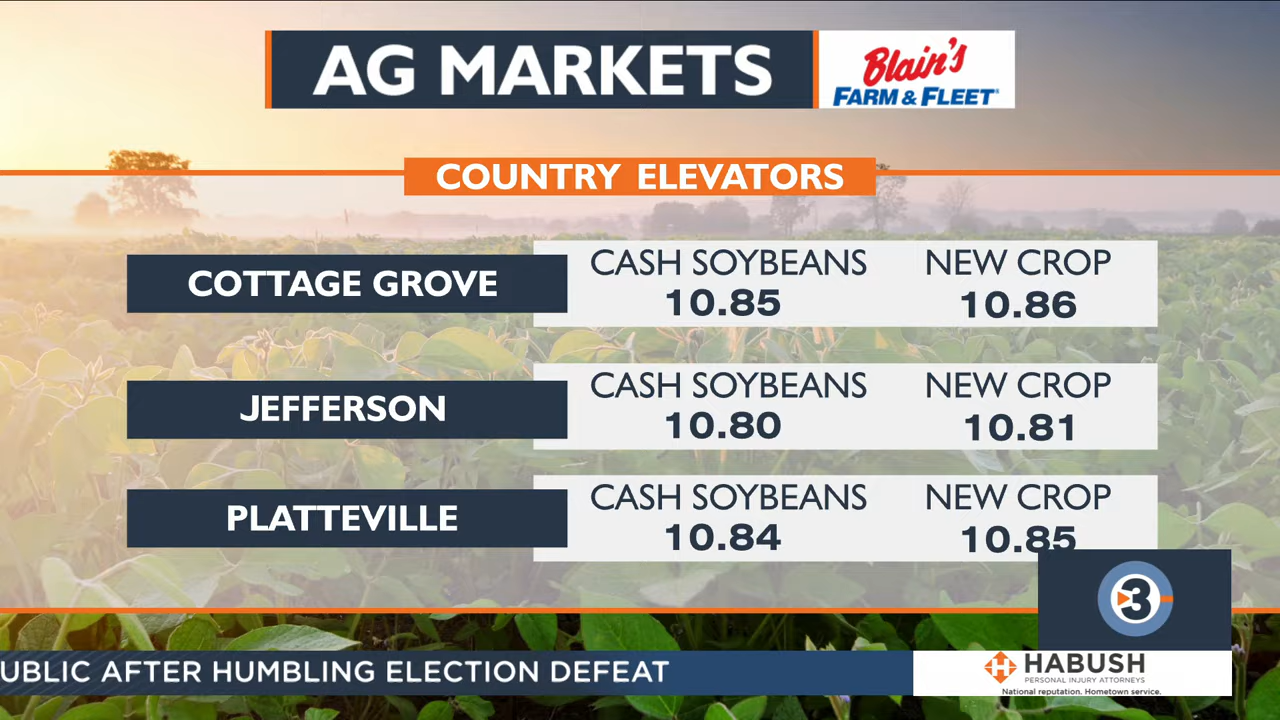 AG MARKETS
Blain's
FARM & FLEET
COUNTRY ELEVATORS
COTTAGE GROVE
CASH SOYBEANS
10.85
NEW CROP
10.86
JEFFERSON
CASH SOYBEANS
10.80
NEW CROP
10.81
PLATTEVILLE
CASH SOYBEANS
10.84
NEW CROP
10.85
3
UBLIC AFTER HUMBLING ELECTION DEFEAT
HABUSH
PERSONAL INJURY ATTORNEYS
National reputation. Hometown service.